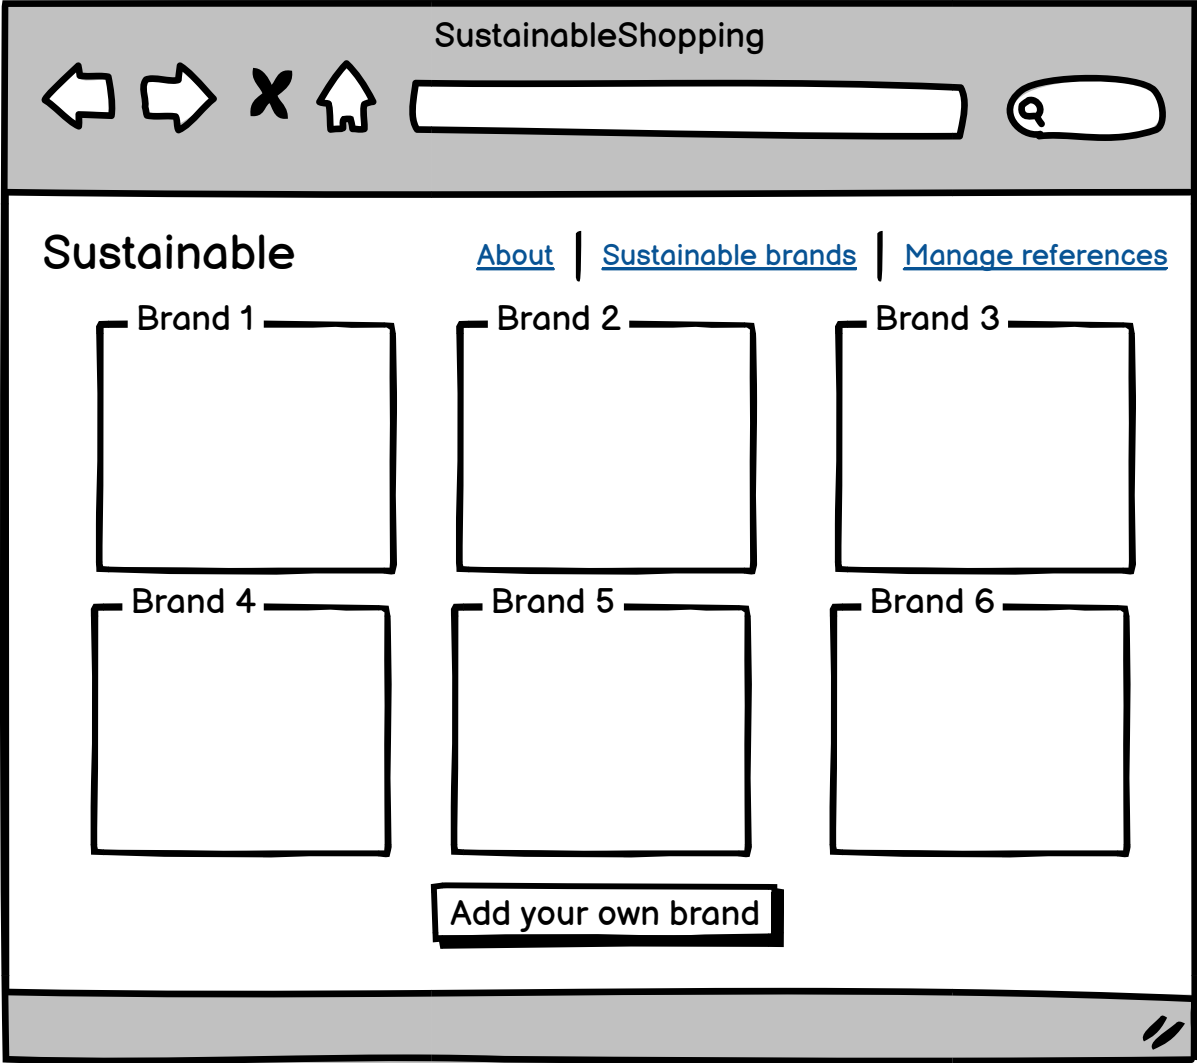 SustainableShopping
Sustainable
About | Sustainable brands | Manage references
Brand 1
Brand 2
Brand 3
Brand 4
Brand 5
Brand 6
Add your own brand